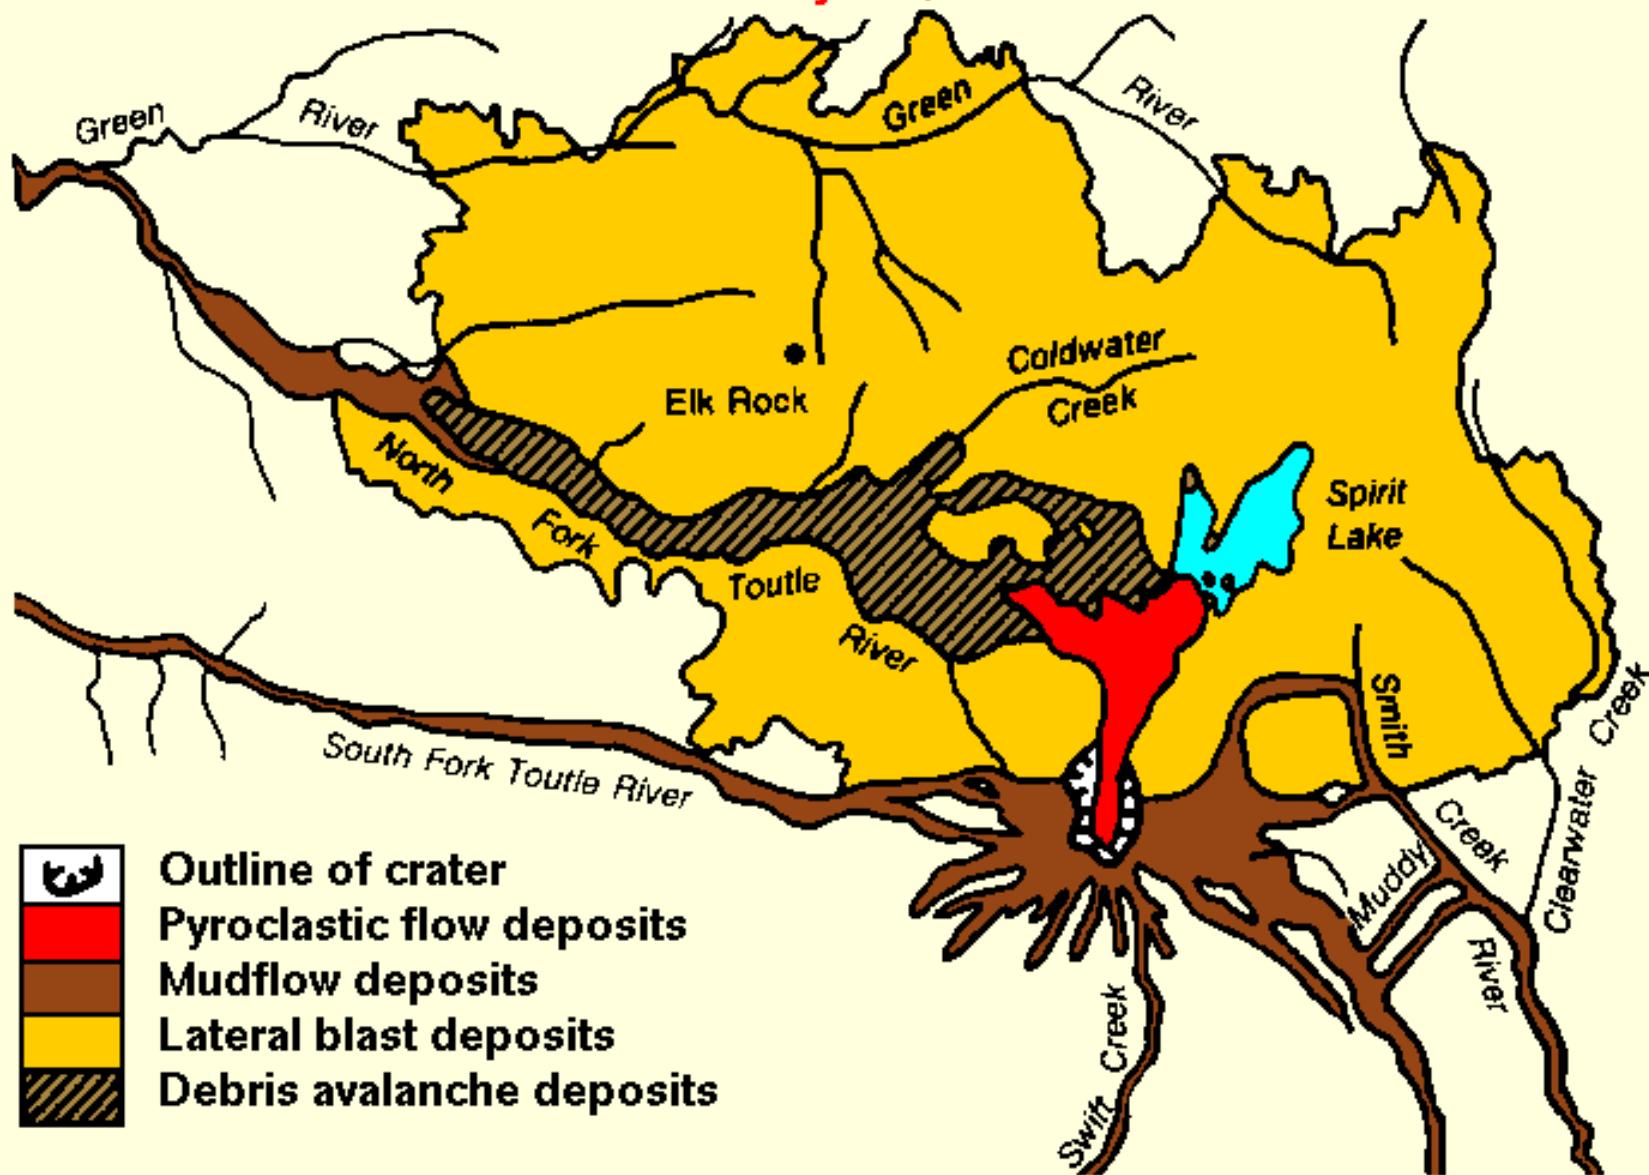 Green
River
Green
River
Coldwater
Creek
Elk Rock
North
Fork
Toutle
River
Spirit
Lake
Smith
Creek
Clearwater
Creek
South Fork Toutle River
Muddy
River
Swift
Creek
Outline of crater
Pyroclastic flow deposits
Mudflow deposits
Lateral blast deposits
Debris avalanche deposits